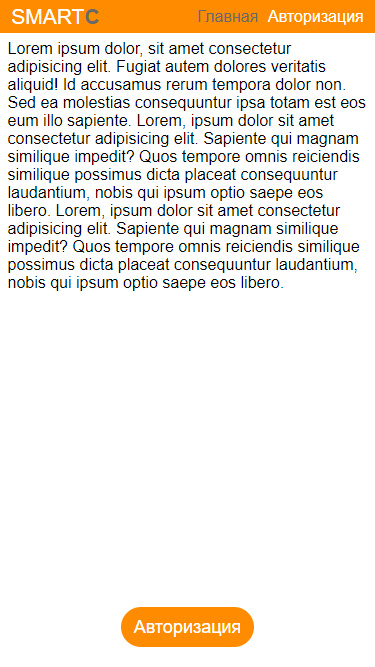 SMARTC
Главная Авторизация
Lorem ipsum dolor, sit amet consectetur
adipisicing elit. Fugiat autem dolores veritatis
aliquid! Id accusamus rerum tempora dolor non.
Sed ea molestias consequuntur ipsa totam est eos
eum illo sapiente. Lorem, ipsum dolor sit amet
consectetur adipisicing elit. Sapiente qui magnam
similique impedit? Quos tempore omnis reiciendis
similique possimus dicta placeat consequuntur
laudantium, nobis qui ipsum optio saepe eos
libero. Lorem, ipsum dolor sit amet consectetur
adipisicing elit. Sapiente qui magnam similique
impedit? Quos tempore omnis reiciendis similique
possimus dicta placeat consequuntur laudantium,
nobis qui ipsum optio saepe eos libero.
Авторизация